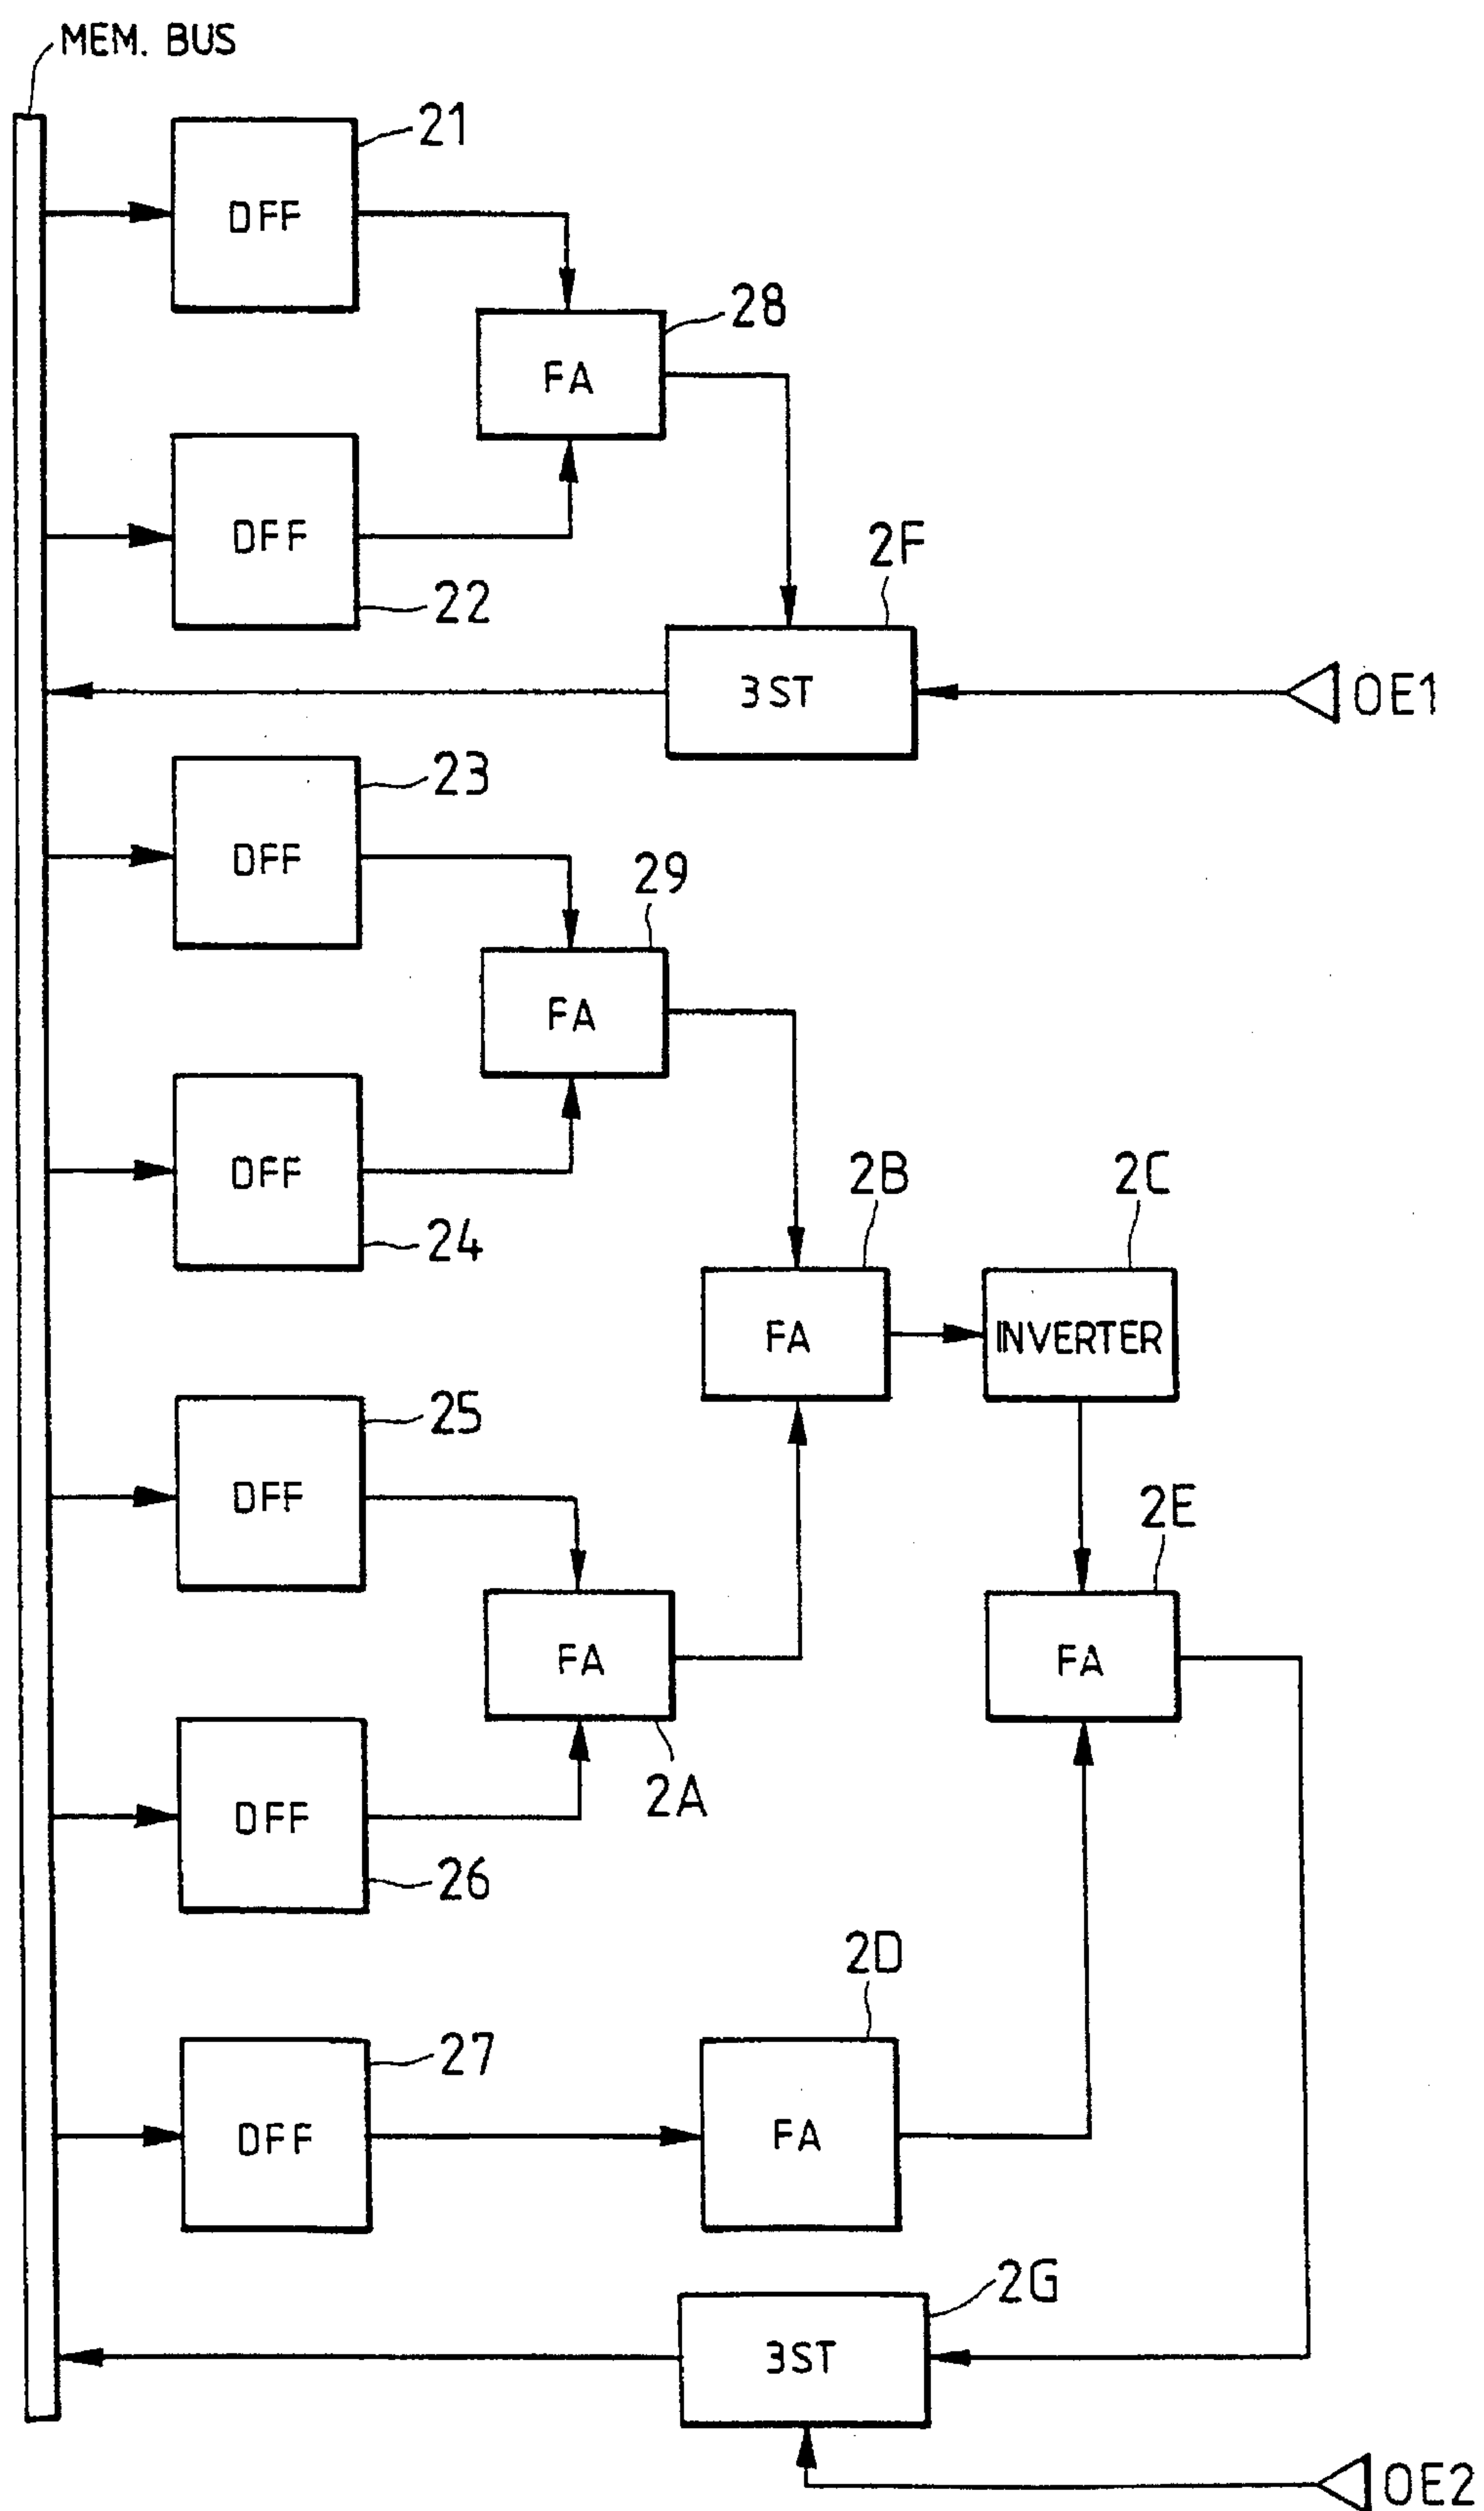 MEM. BUS
21
DFF
28
FA
DFF
22
2F
3ST
OE1
23
DFF
29
FA
DFF
24
2B
2C
FA
INVERTER
25
DFF
2E
FA
FA
2A
DFF
26
2D
27
DFF
FA
2G
3ST
OE2